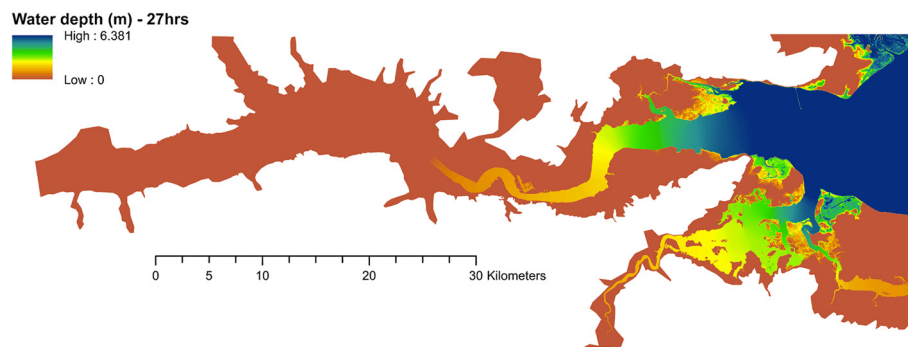 Water depth (m) - 27hrs
High : 6.381
Low : 0
0 5 10 20 30 Kilometers